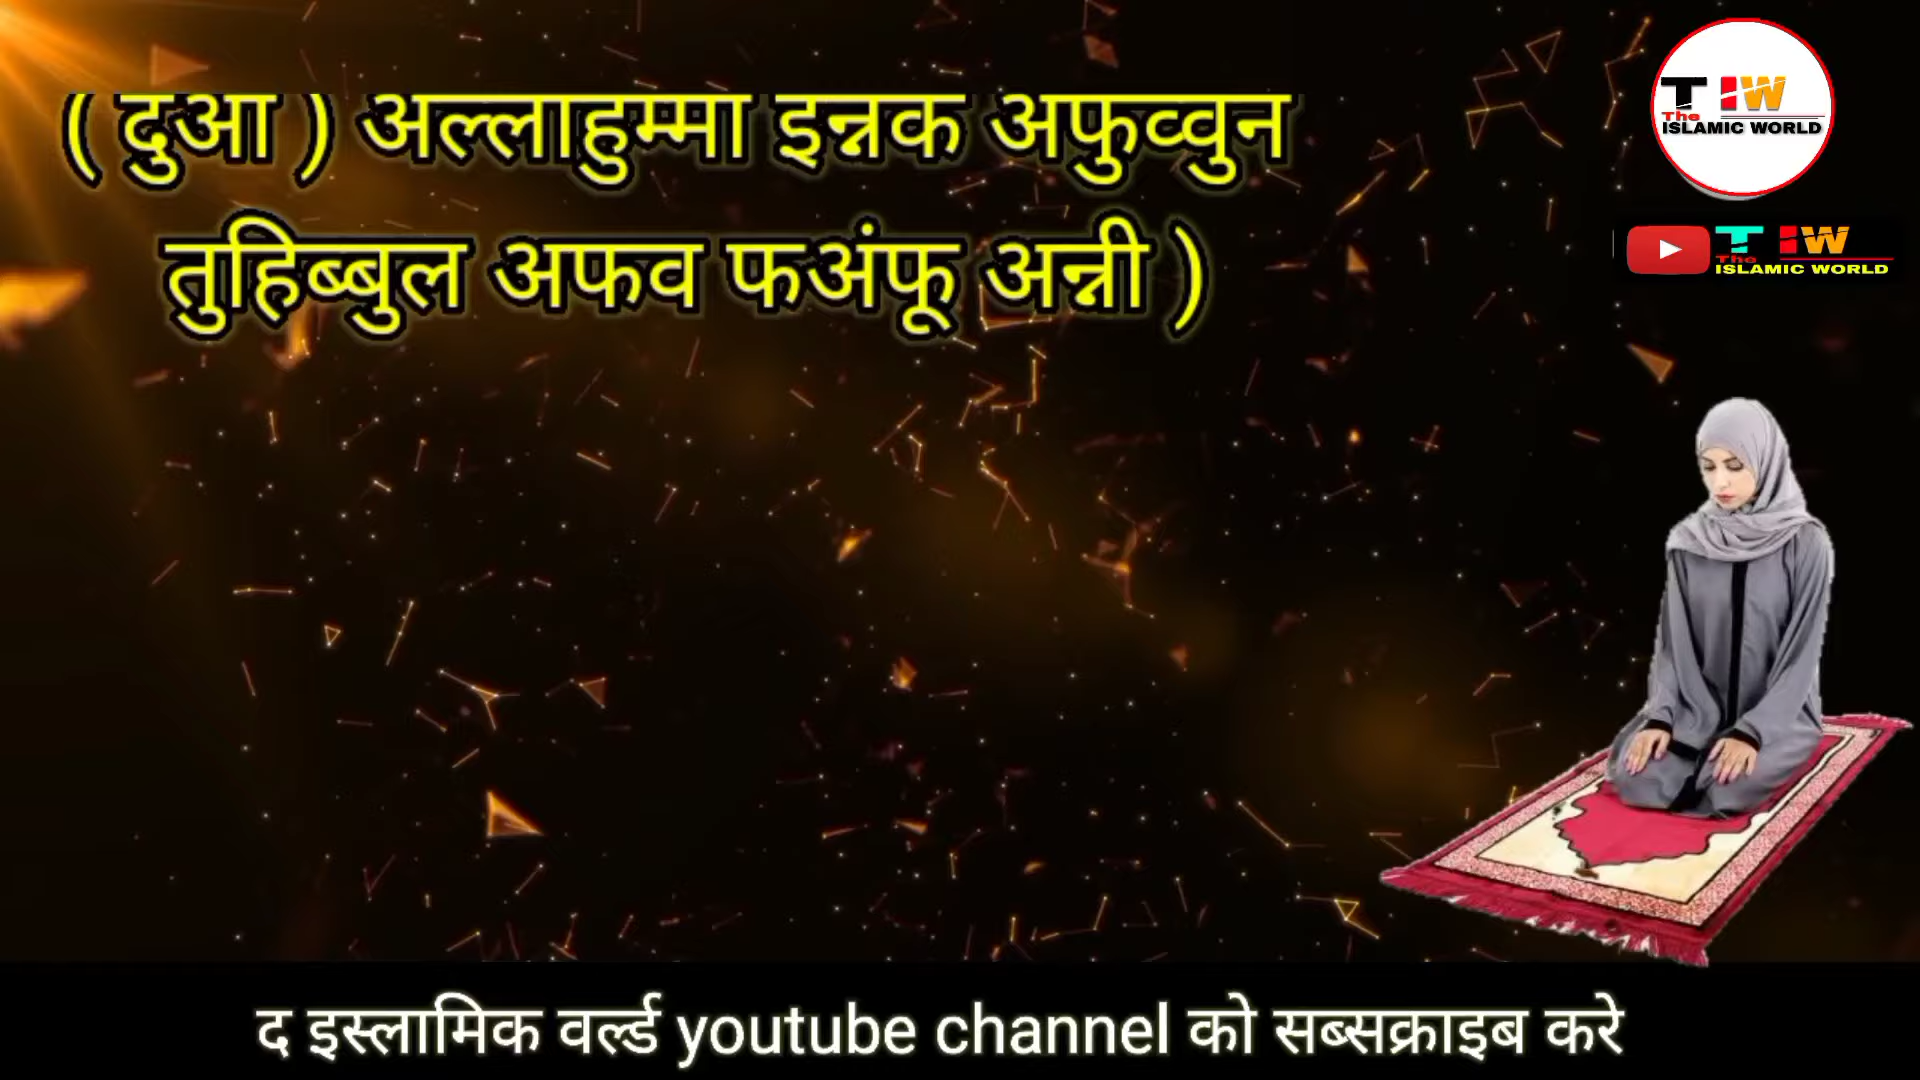 ( दुआ ) अल्लाहुम्मा इन्नक अफुव्वुन
तुहिब्बुल अफव फअंफू अन्नी )
T IW
The
ISLAMIC WORLD
T IW
The
ISLAMIC WORLD
द इस्लामिक वर्ल्ड youtube channel को सब्सक्राइब करे